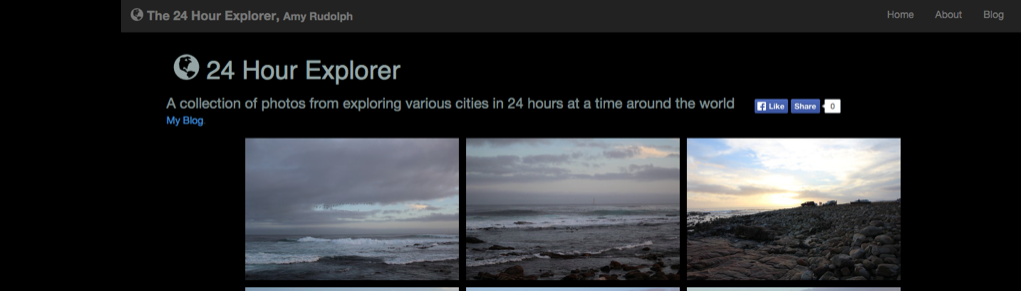 The 24 Hour Explorer, Amy Rudolph
Home About Blog
24 Hour Explorer
A collection of photos from exploring various cities in 24 hours at a time around the world
Like Share 0
My Blog